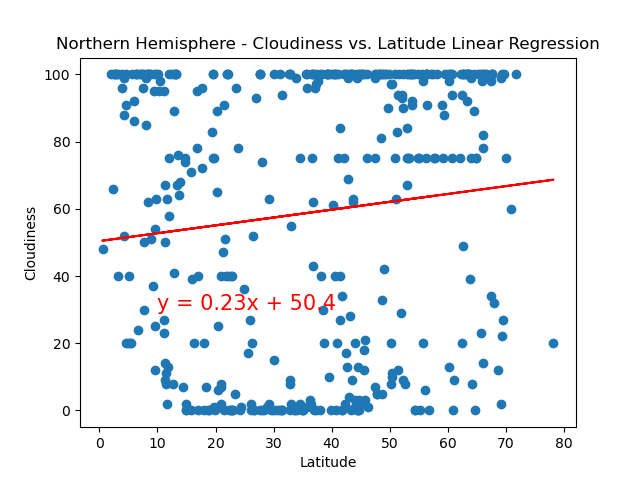 Northern Hemisphere - Cloudiness vs. Latitude Linear Regression
100
80
60
40
20
0
Cloudiness
y = 0.23x + 50.4
0 10 20 30 40 50 60 70 80
Latitude